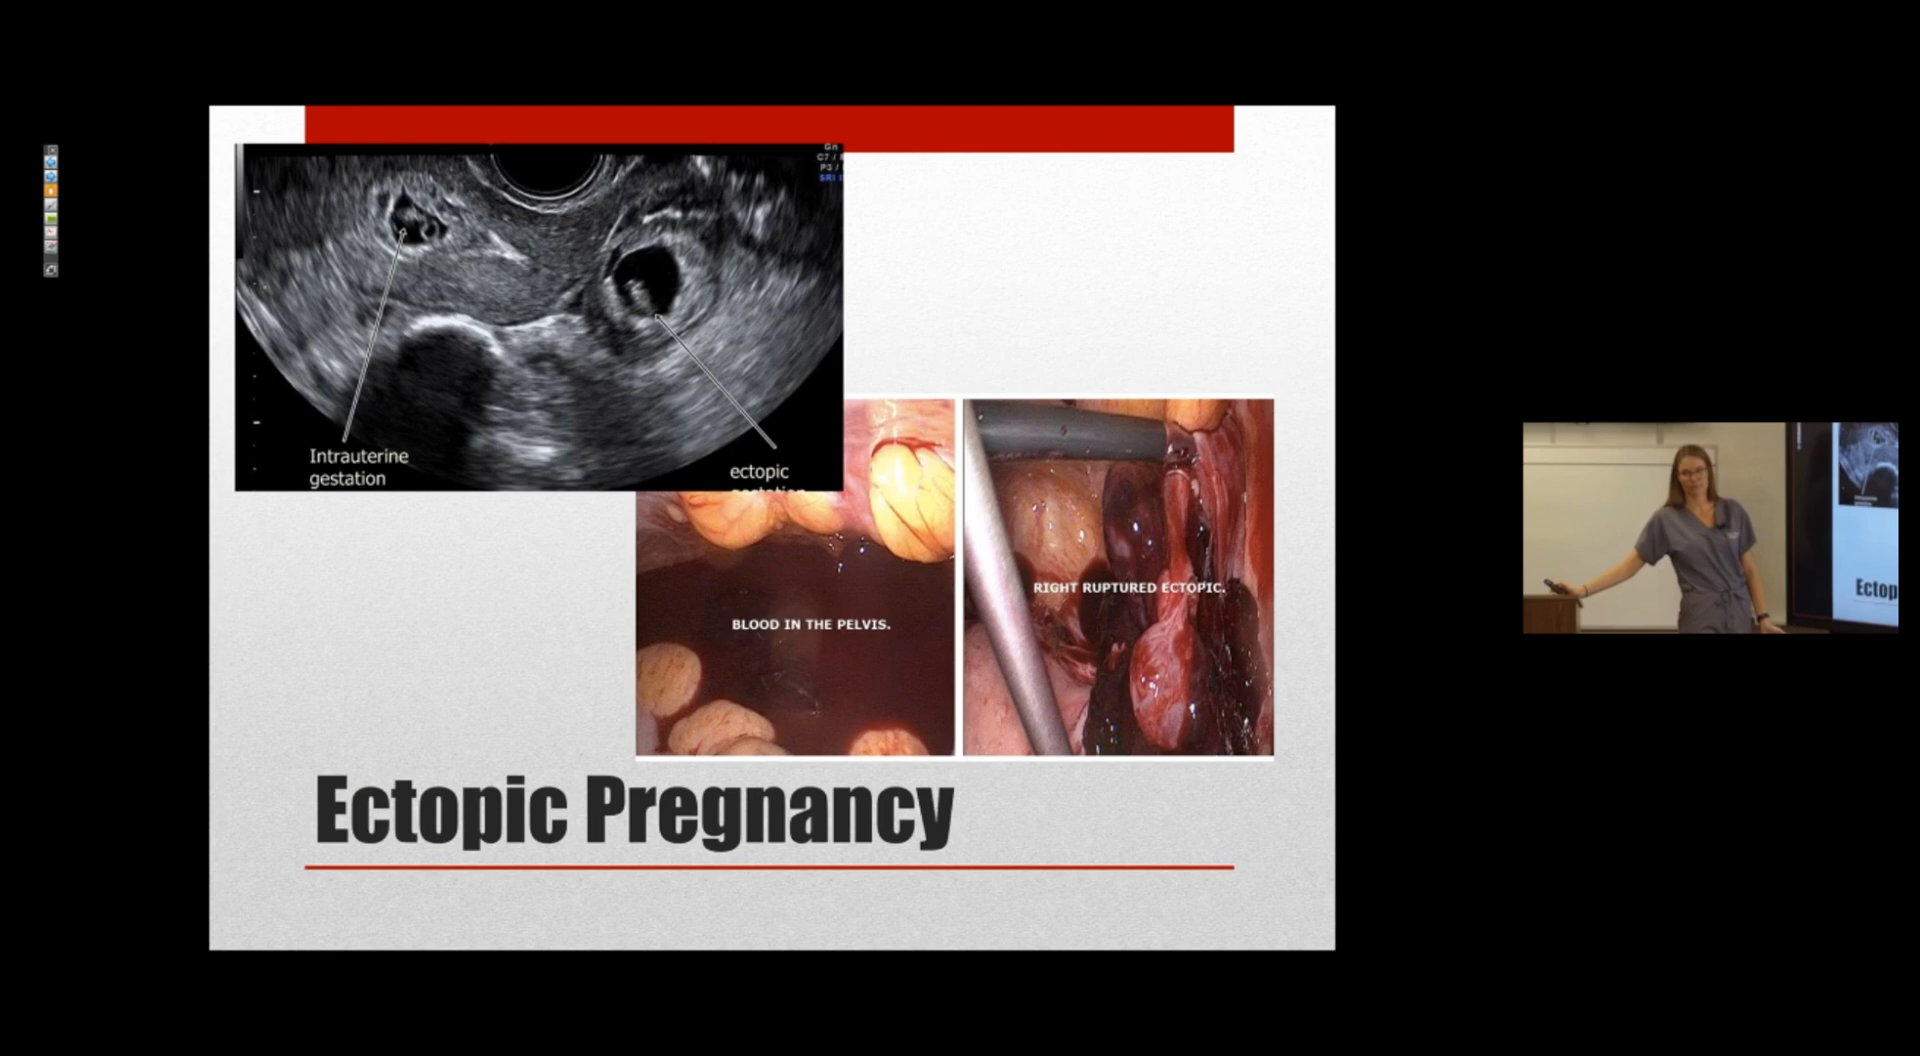 Gn
C7 /
P3 /
SRI
Intrauterine
gestation
ectopic
gestation
BLOOD IN THE PELVIS.
RIGHT RUPTURED ECTOPIC.
Ectopic Pregnancy
Ectop